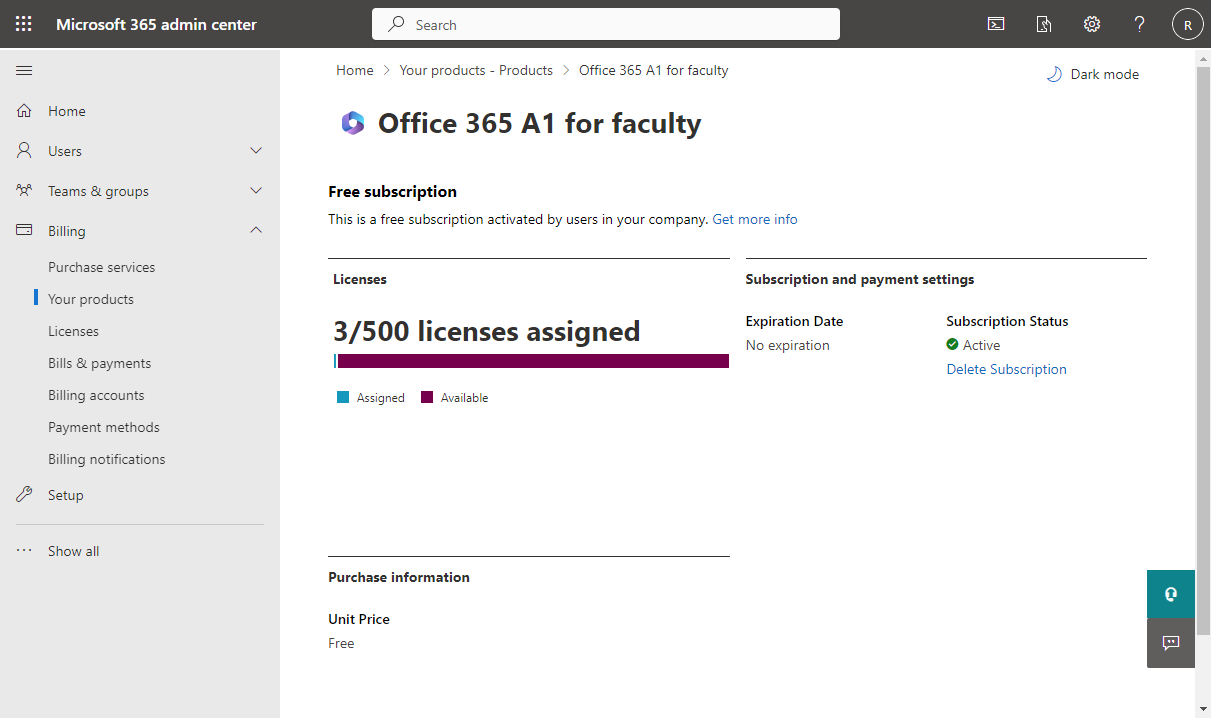 Microsoft 365 admin center
Search
R
Home
Users
Teams & groups
Billing
Purchase services
Your products
Licenses
Bills & payments
Billing accounts
Payment methods
Billing notifications
Setup
Show all
Home > Your products - Products > Office 365 A1 for faculty
Dark mode
Office 365 A1 for faculty
Free subscription
This is a free subscription activated by users in your company. Get more info
Licenses
3/500 licenses assigned
Assigned Available
Subscription and payment settings
Expiration Date
No expiration
Subscription Status
Active
Delete Subscription
Purchase information
Unit Price
Free